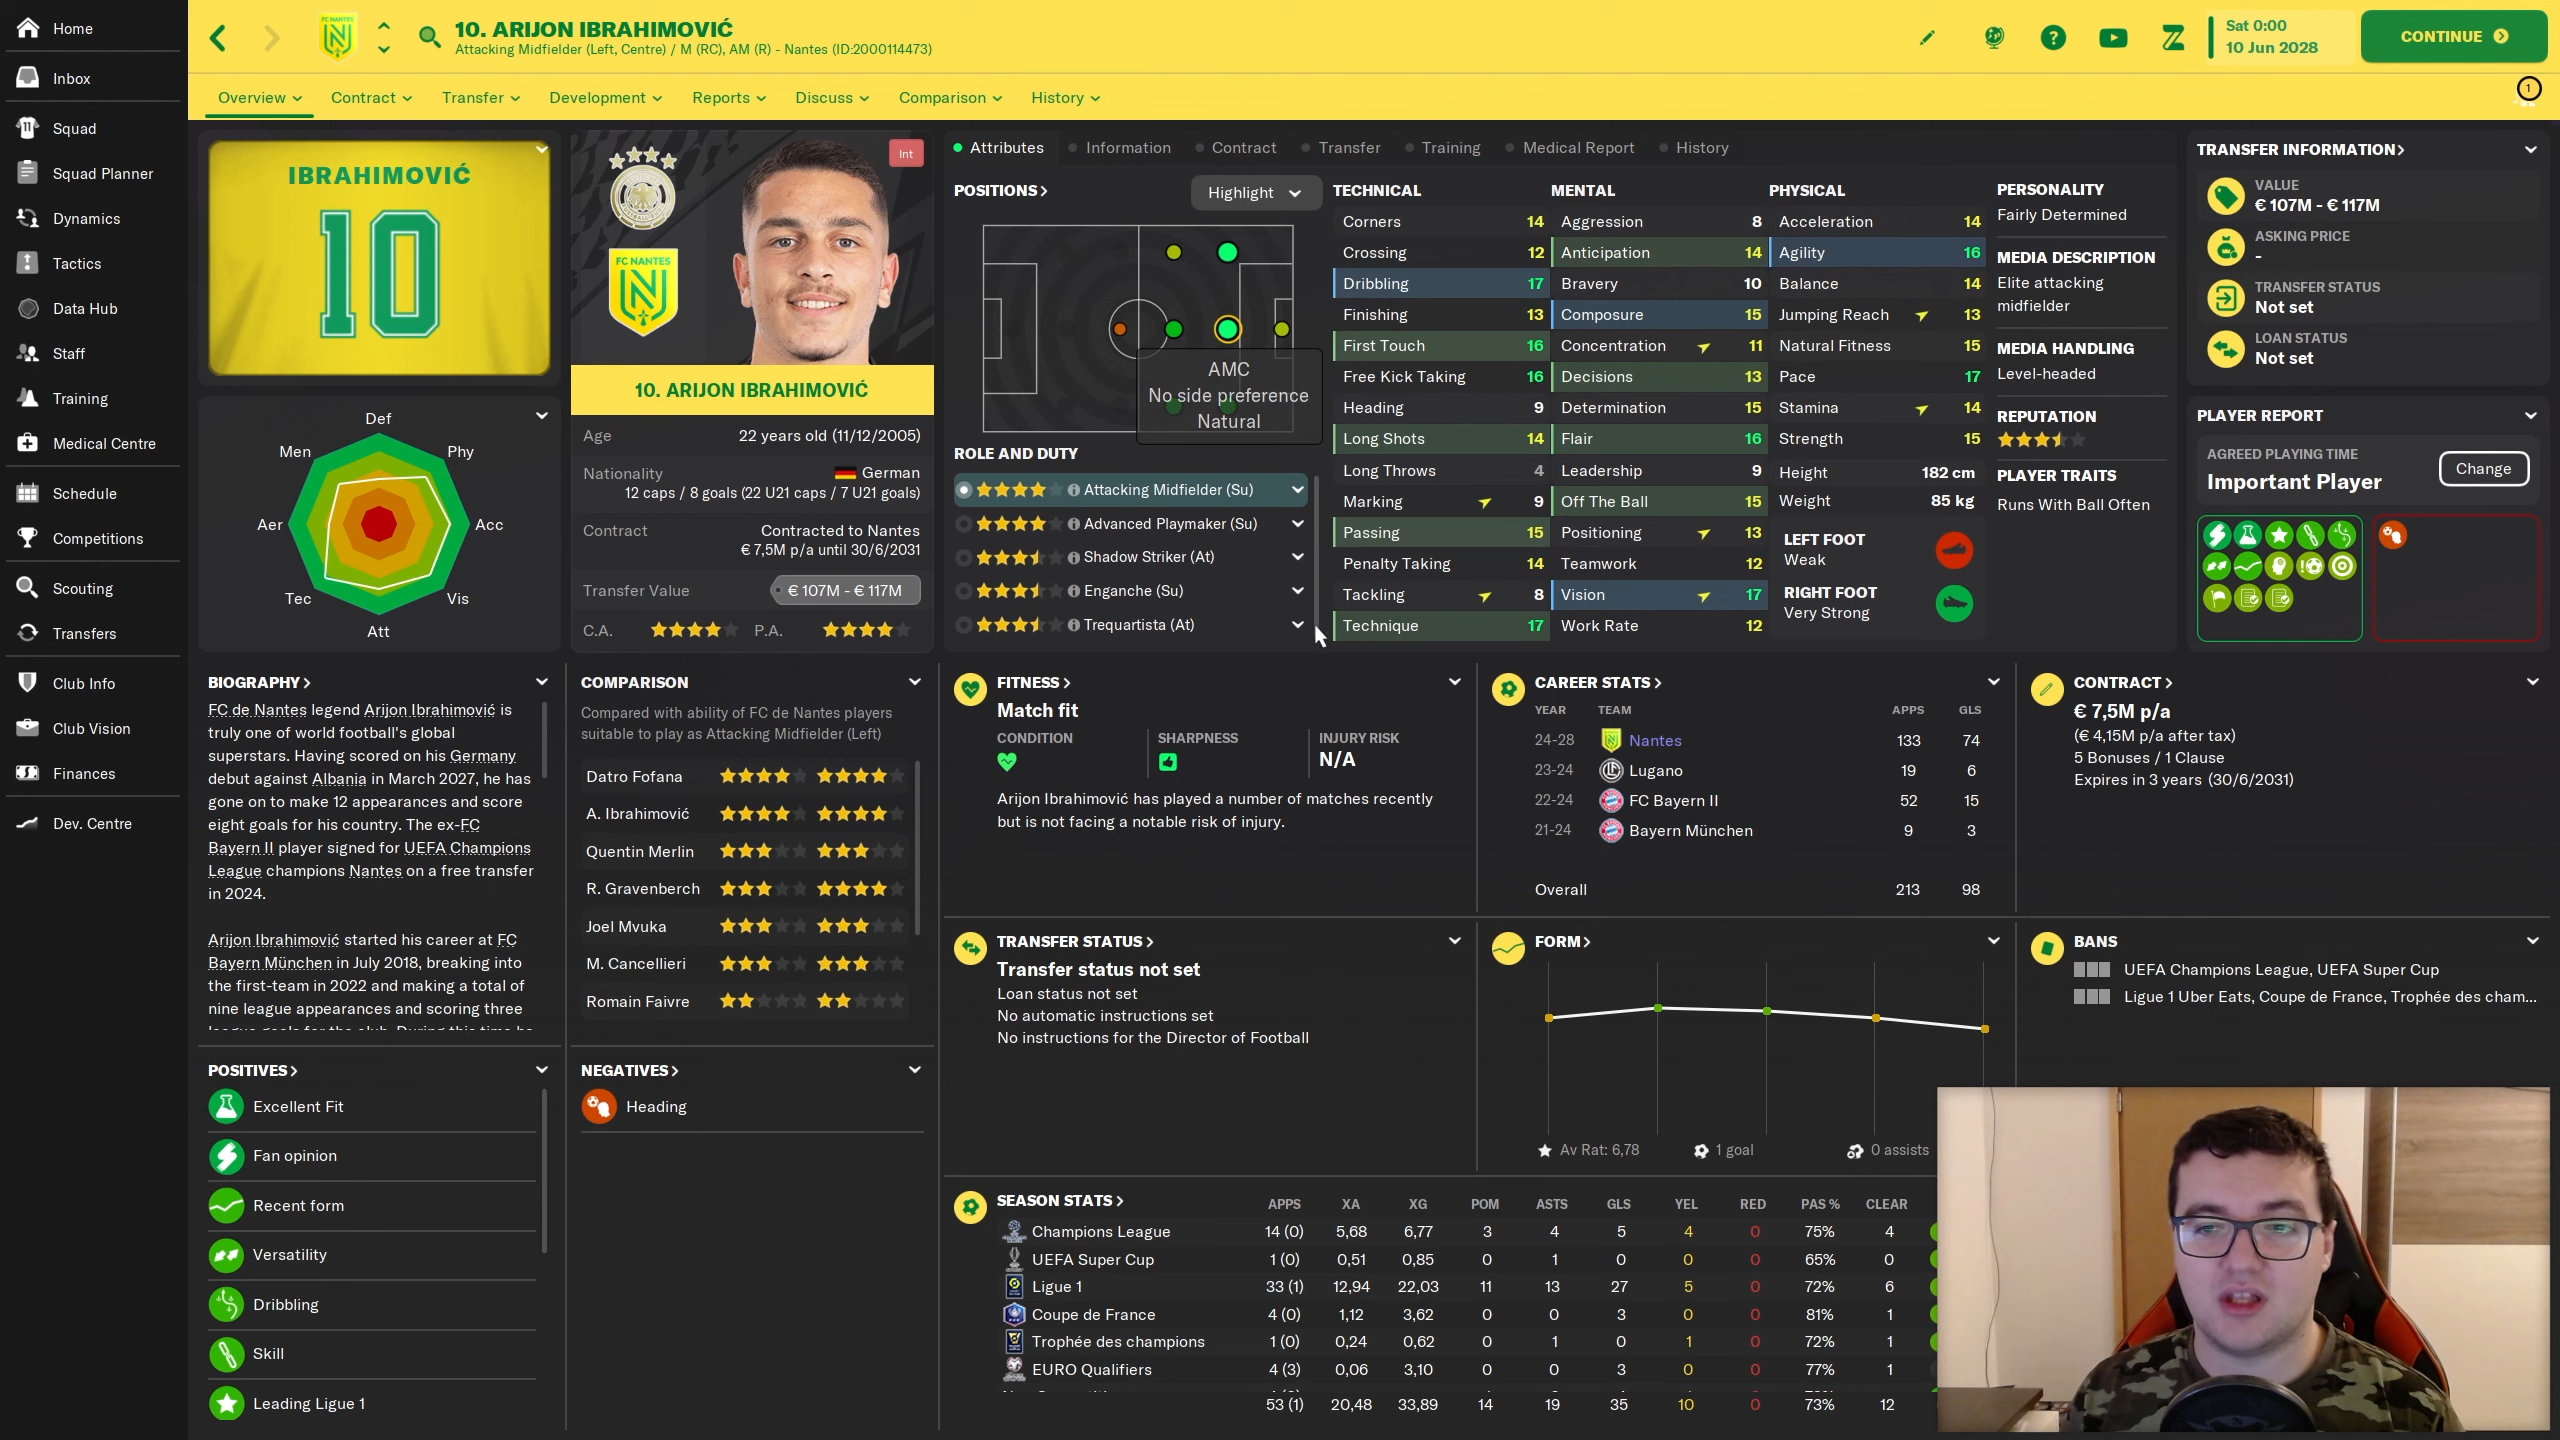 Home
Inbox
Squad
Squad Planner
Dynamics
Tactics
Data Hub
Staff
Training
Medical Centre
Schedule
Competitions
Scouting
Transfers
Club Info
Club Vision
Finances
Dev. Centre
10. ARIJON IBRAHIMOVIĆ
Attacking Midfielder (Left, Centre) / M (RC), AM (R) - Nantes (ID:2000114473)
Sat 0:00
10 Jun 2028
CONTINUE
Overview Contract Transfer Development Reports Discuss Comparison History
1
IBRAHIMOVIĆ
10
Def
Men Phy
Aer Acc
Tec Vis
Att
Int
FC NANTES
10. ARIJON IBRAHIMOVIĆ
Age 22 years old (11/12/2005)
Nationality German
12 caps / 8 goals (22 U21 caps / 7 U21 goals)
Contract Contracted to Nantes
€ 7,5M p/a until 30/6/2031
Transfer Value € 107M - € 117M
C.A. P.A.
Attributes Information Contract Transfer Training Medical Report History
POSITIONS
Highlight
AMC
No side preference
Natural
ROLE AND DUTY
Attacking Midfielder (Su)
Advanced Playmaker (Su)
Shadow Striker (At)
Enganche (Su)
Trequartista (At)
TECHNICAL
Corners 14
Crossing 12
Dribbling 17
Finishing 13
First Touch 16
Free Kick Taking 16
Heading 9
Long Shots 14
Long Throws 4
Marking 9
Passing 15
Penalty Taking 14
Tackling 8
Technique 17
MENTAL
Aggression 8
Anticipation 14
Bravery 10
Composure 15
Concentration 11
Decisions 13
Determination 15
Flair 16
Leadership 9
Off The Ball 15
Positioning 13
Teamwork 12
Vision 17
Work Rate 12
PHYSICAL
Acceleration 14
Agility 16
Balance 14
Jumping Reach 13
Natural Fitness 15
Pace 17
Stamina 14
Strength 15
Height 182 cm
Weight 85 kg
LEFT FOOT
Weak
RIGHT FOOT
Very Strong
PERSONALITY
Fairly Determined
MEDIA DESCRIPTION
Elite attacking
midfielder
MEDIA HANDLING
Level-headed
REPUTATION
PLAYER TRAITS
Runs With Ball Often
TRANSFER INFORMATION
VALUE
€ 107M - € 117M
ASKING PRICE
-
TRANSFER STATUS
Not set
LOAN STATUS
Not set
PLAYER REPORT
AGREED PLAYING TIME
Important Player
Change
BIOGRAPHY
FC de Nantes legend Arijon Ibrahimović is
truly one of world football's global
superstars. Having scored on his Germany
debut against Albania in March 2027, he has
gone on to make 12 appearances and score
eight goals for his country. The ex-FC
Bayern II player signed for UEFA Champions
League champions Nantes on a free transfer
in 2024.
Arijon Ibrahimović started his career at FC
Bayern München in July 2018, breaking into
the first-team in 2022 and making a total of
nine league appearances and scoring three
COMPARISON
Compared with ability of FC de Nantes players
suitable to play as Attacking Midfielder (Left)
Datro Fofana
A. Ibrahimović
Quentin Merlin
R. Gravenberch
Joel Mvuka
M. Cancellieri
Romain Faivre
FITNESS
Match fit
CONDITION SHARPNESS INJURY RISK
N/A
Arijon Ibrahimović has played a number of matches recently
but is not facing a notable risk of injury.
CAREER STATS
YEAR TEAM APPS GLS
24-28 Nantes 133 74
23-24 Lugano 19 6
22-24 FC Bayern II 52 15
21-24 Bayern München 9 3
Overall 213 98
CONTRACT
€ 7,5M p/a
(€ 4,15M p/a after tax)
5 Bonuses / 1 Clause
Expires in 3 years (30/6/2031)
TRANSFER STATUS
Transfer status not set
Loan status not set
No automatic instructions set
No instructions for the Director of Football
FORM
Av Rat: 6,78 1 goal 0 assists
BANS
UEFA Champions League, UEFA Super Cup
Ligue 1 Uber Eats, Coupe de France, Trophée des cham...
POSITIVES
Excellent Fit
Fan opinion
Recent form
Versatility
Dribbling
Skill
Leading Ligue 1
NEGATIVES
Heading
SEASON STATS APPS XA XG POM ASTS GLS YEL RED PAS % CLEAR
Champions League 14 (0) 5,68 6,77 3 4 5 4 0 75% 4
UEFA Super Cup 1 (0) 0,51 0,85 0 1 0 0 0 65% 0
Ligue 1 33 (1) 12,94 22,03 11 13 27 5 0 72% 6
Coupe de France 4 (0) 1,12 3,62 0 0 3 0 0 81% 1
Trophée des champions 1 (0) 0,24 0,62 0 1 0 1 0 72% 1
EURO Qualifiers 4 (3) 0,06 3,10 0 0 3 0 0 77% 1
53 (1) 20,48 33,89 14 19 35 10 0 73% 12